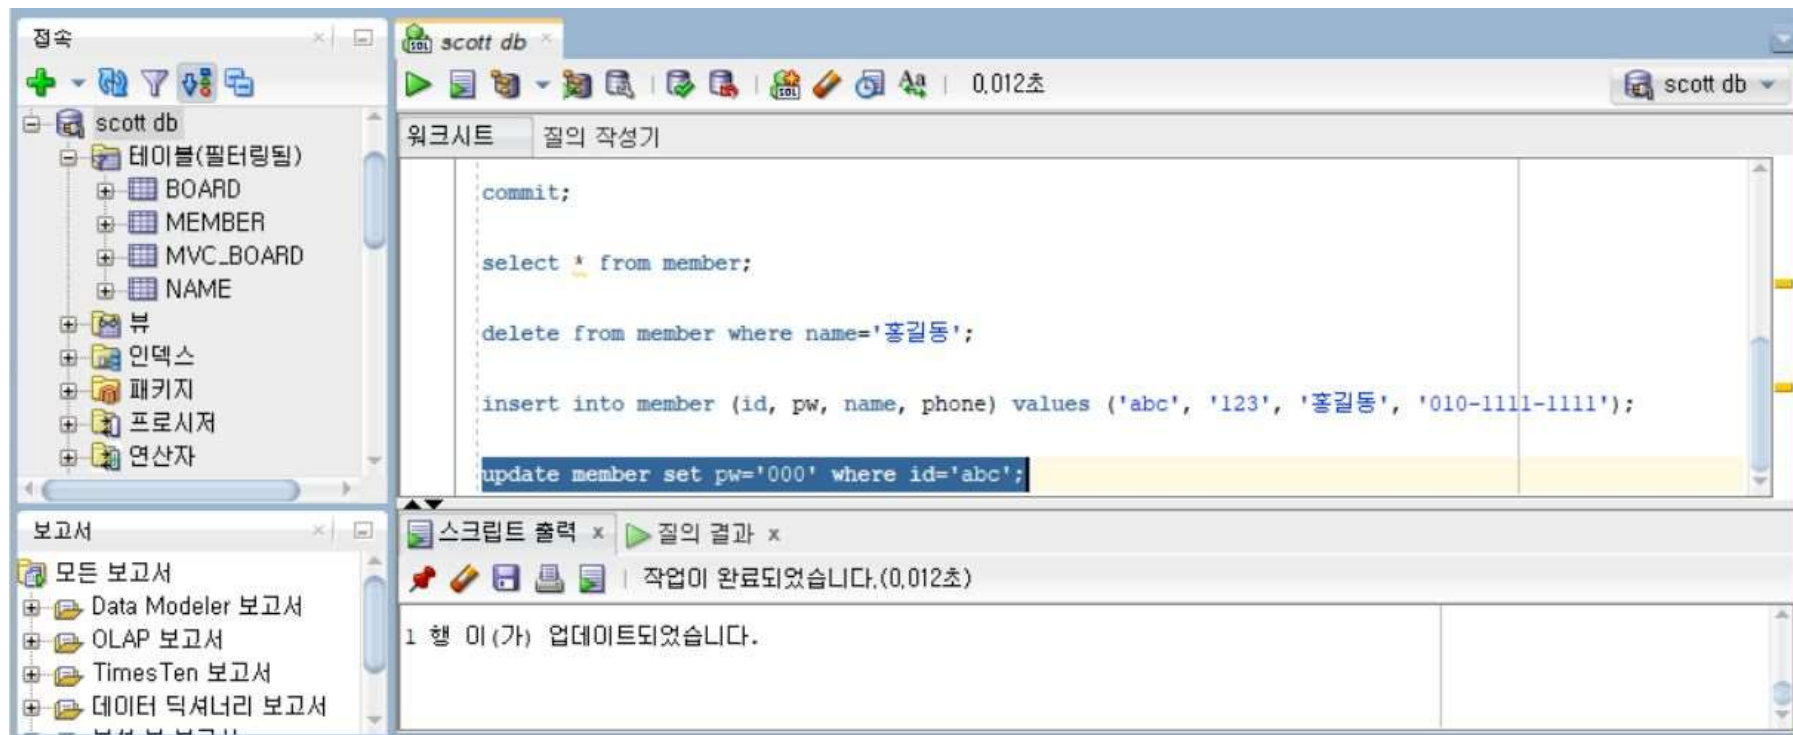 접속
scott db
테이블(필터링됨)
BOARD
MEMBER
MVC_BOARD
NAME
뷰
인덱스
패키지
프로시저
연산자
보고서
모든 보고서
Data Modeler 보고서
OLAP 보고서
TimesTen 보고서
데이터 딕셔너리 보고서
scott db
0,012초
scott db
워크시트 질의 작성기
commit;
select * from member;
delete from member where name='홍길동';
insert into member (id, pw, name, phone) values ('abc', '123', '홍길동', '010-1111-1111');
update member set pw='000' where id='abc';
스크립트 출력 x 질의 결과 x
작업이 완료되었습니다.(0,012초)
1 행 이(가) 업데이트되었습니다.